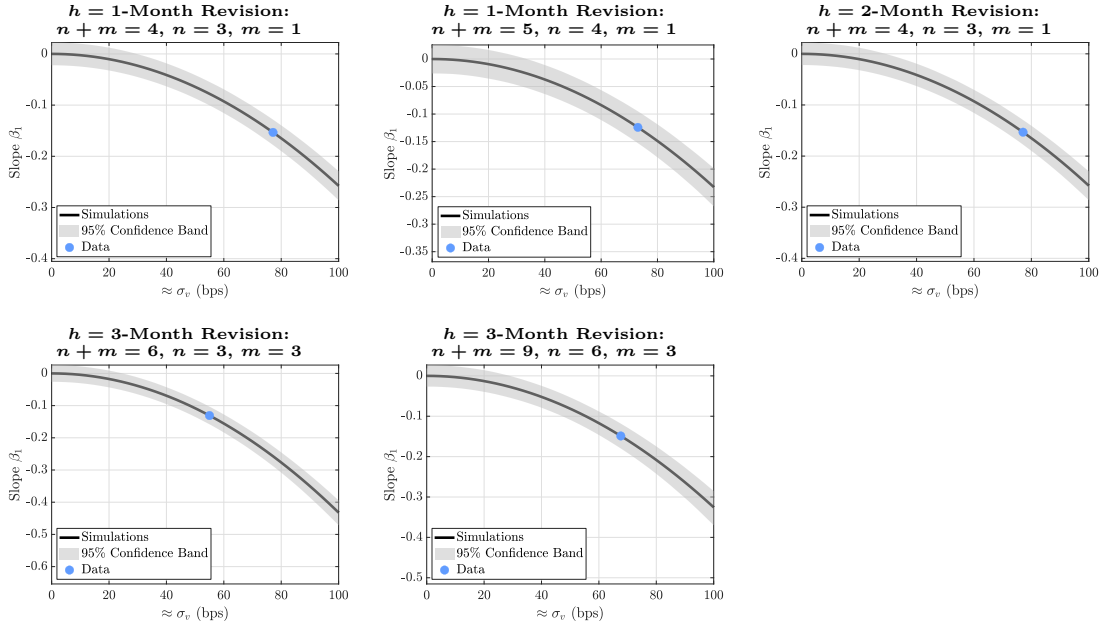 h = 1-Month Revision:
n + m = 4, n = 3, m = 1
0
-0.1
-0.2
-0.3
-0.4
Slope β₁
Simulations
95% Confidence Band
Data
0 20 40 60 80 100
≈ σᵥ (bps)
h = 1-Month Revision:
n + m = 5, n = 4, m = 1
0
-0.05
-0.1
-0.15
-0.2
-0.25
-0.3
-0.35
Slope β₁
Simulations
95% Confidence Band
Data
0 20 40 60 80 100
≈ σᵥ (bps)
h = 2-Month Revision:
n + m = 4, n = 3, m = 1
0
-0.1
-0.2
-0.3
-0.4
Slope β₁
Simulations
95% Confidence Band
Data
0 20 40 60 80 100
≈ σᵥ (bps)
h = 3-Month Revision:
n + m = 6, n = 3, m = 3
0
-0.1
-0.2
-0.3
-0.4
-0.5
-0.6
Slope β₁
Simulations
95% Confidence Band
Data
0 20 40 60 80 100
≈ σᵥ (bps)
h = 3-Month Revision:
n + m = 9, n = 6, m = 3
0
-0.1
-0.2
-0.3
-0.4
-0.5
Slope β₁
Simulations
95% Confidence Band
Data
0 20 40 60 80 100
≈ σᵥ (bps)